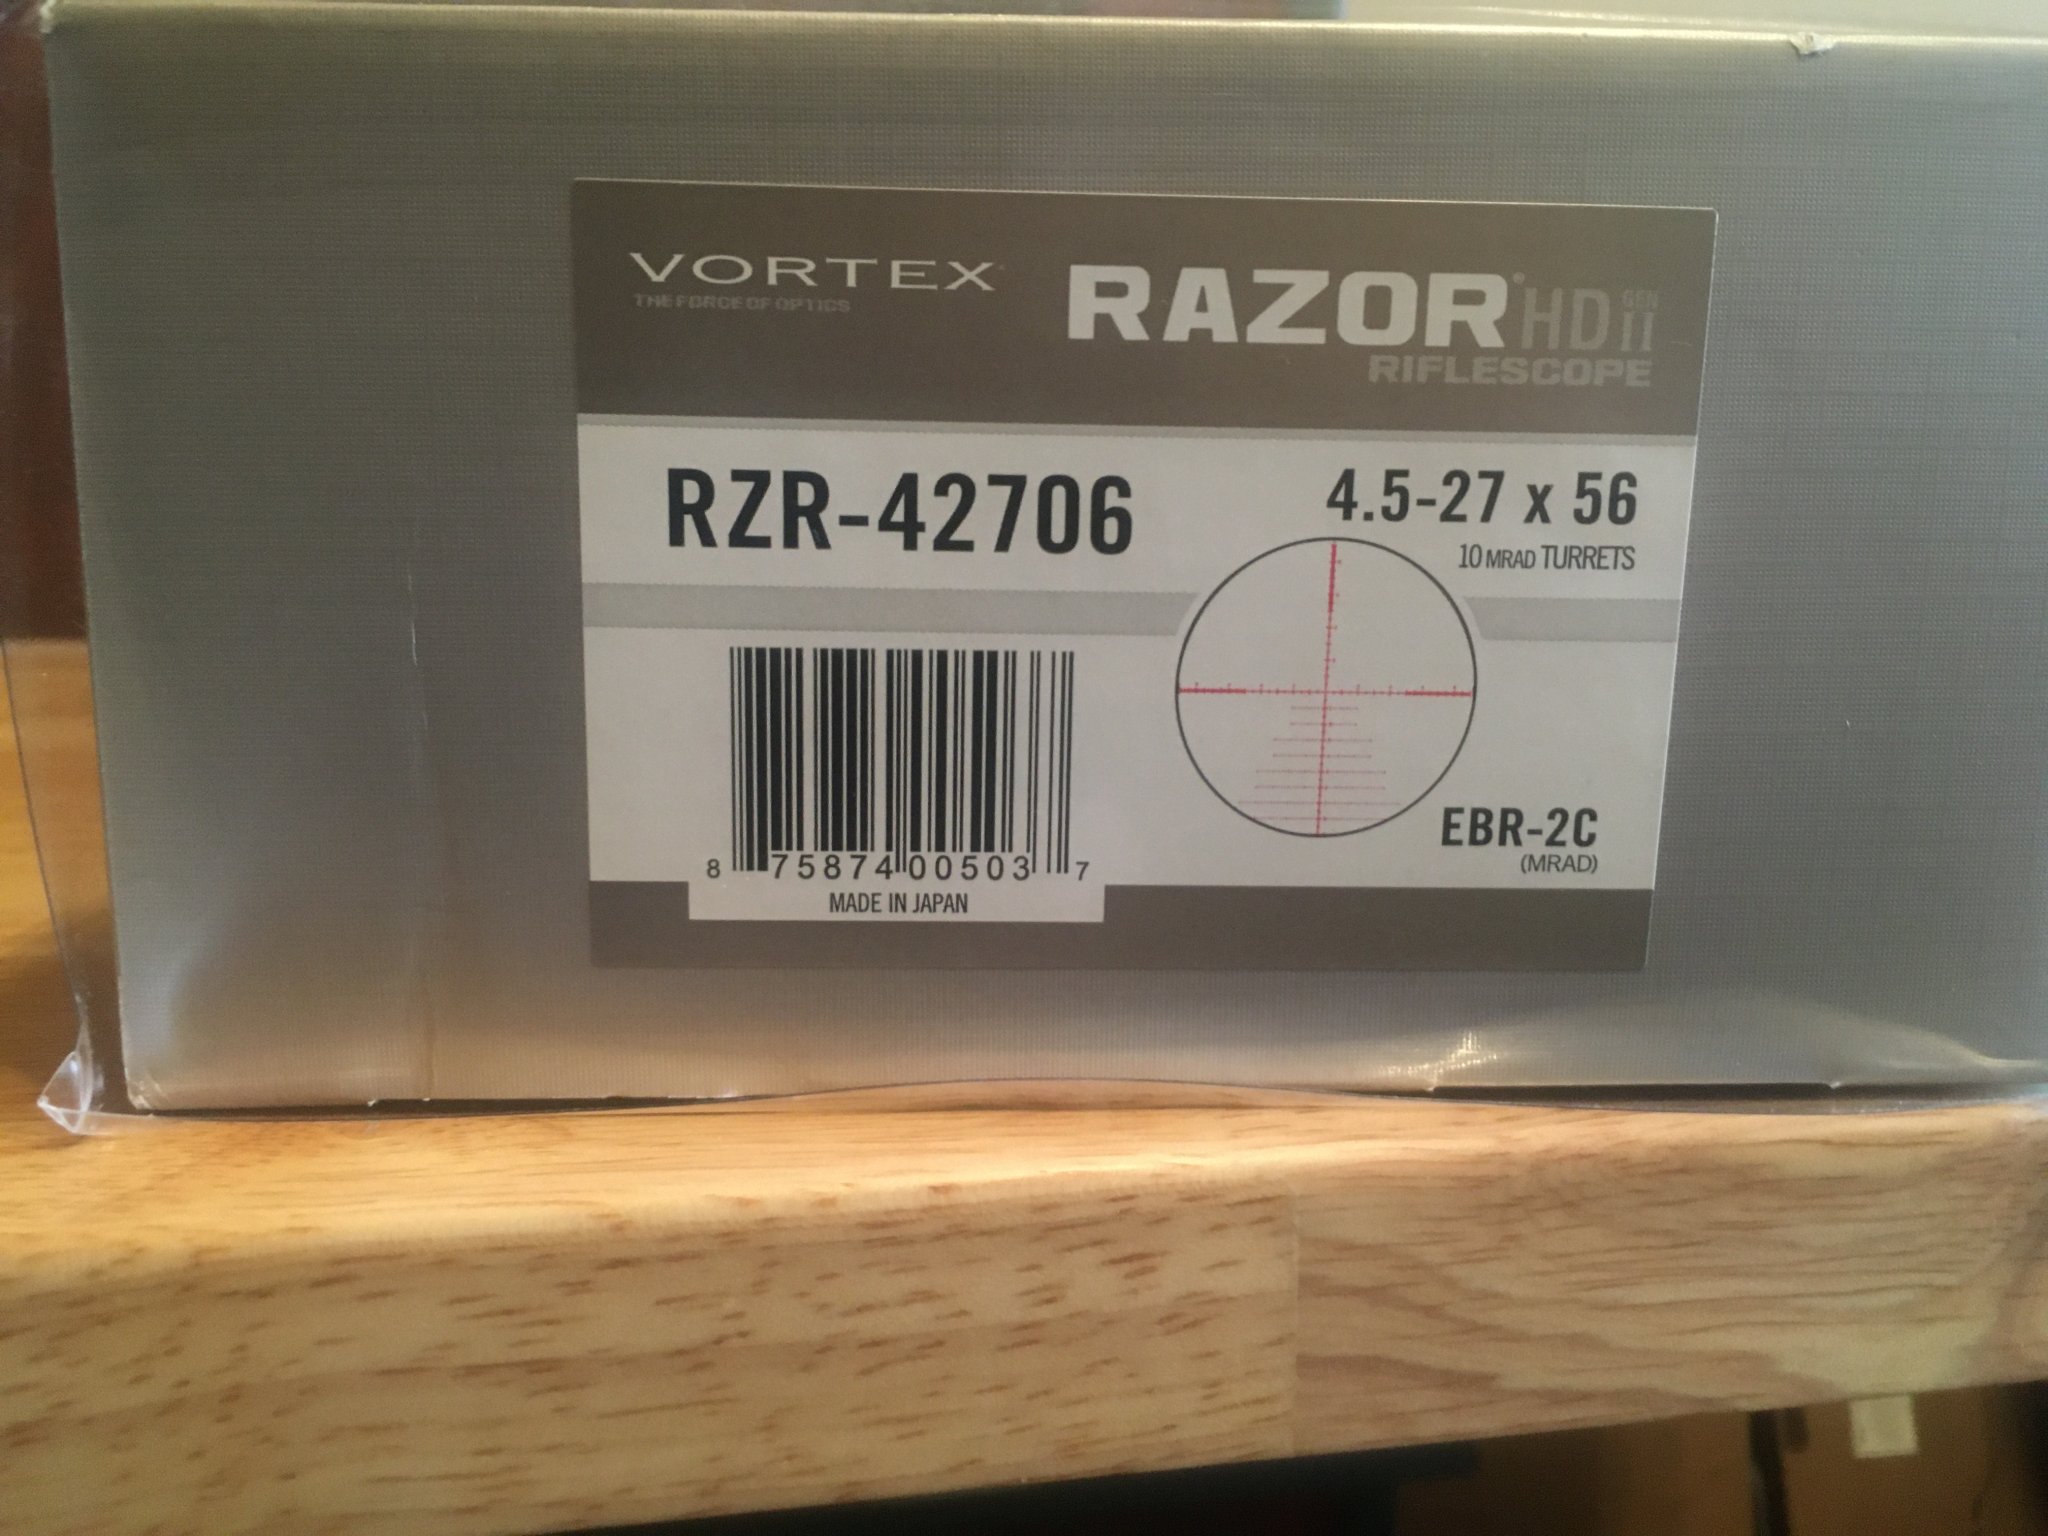 VORTEX
THE FORCE OF OPTICS
RAZOR® HD GEN II
RIFLESCOPE
RZR-42706
4.5-27 x 56
10 MRAD TURRETS
EBR-2C
(MRAD)
8 75874 00503 7
MADE IN JAPAN